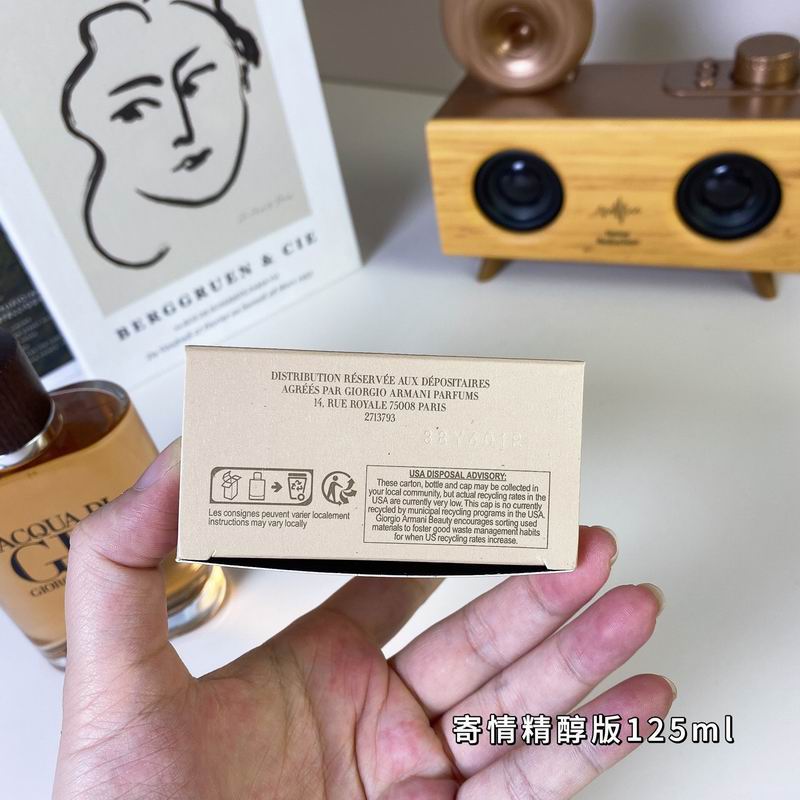 BERGGRUEN & CIE
DISTRIBUTION RÉSERVÉE AUX DÉPOSITAIRES
AGRÉÉS PAR GIORGIO ARMANI PARFUMS
14, RUE ROYALE 75008 PARIS
2713793
38Y401P
Les consignes peuvent varier localement
Instructions may vary locally
USA DISPOSAL ADVISORY:
These carton, bottle and cap may be collected in
your local community, but actual recycling rates in the
USA are currently very low. This cap is no currently
recycled by municipal recycling programs in the USA.
Giorgio Armani Beauty encourages sorting used
materials to foster good waste management habits
for when US recycling rates increase.
ACQUA DI
GI
GIORG
寄情精醇版125ml